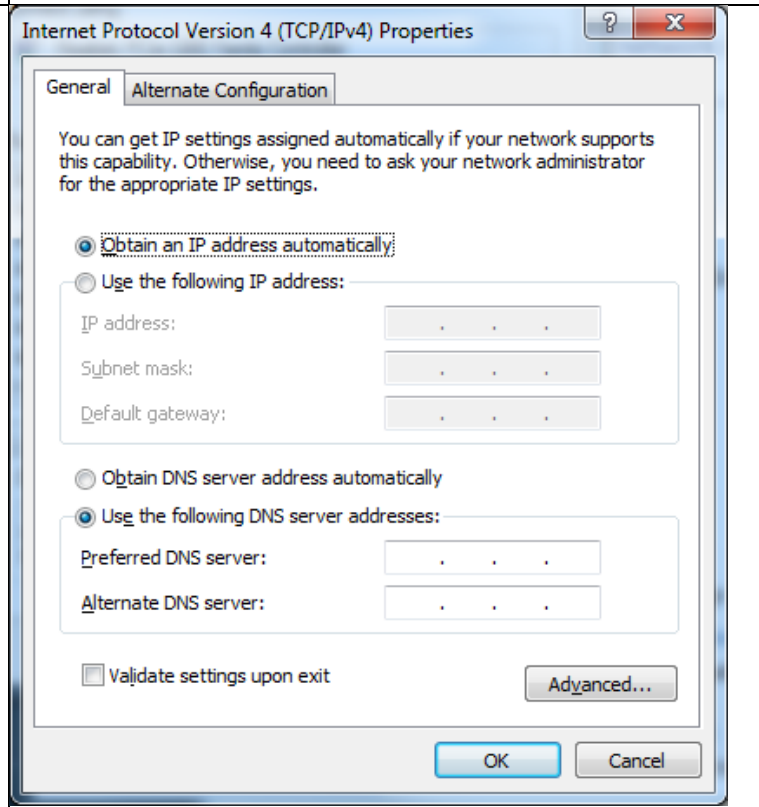 Internet Protocol Version 4 (TCP/IPv4) Properties
General
Alternate Configuration
You can get IP settings assigned automatically if your network supports
this capability. Otherwise, you need to ask your network administrator
for the appropriate IP settings.
Obtain an IP address automatically
Use the following IP address:
IP address:
Subnet mask:
Default gateway:
Obtain DNS server address automatically
Use the following DNS server addresses:
Preferred DNS server:
Alternate DNS server:
Validate settings upon exit
Advanced...
OK
Cancel